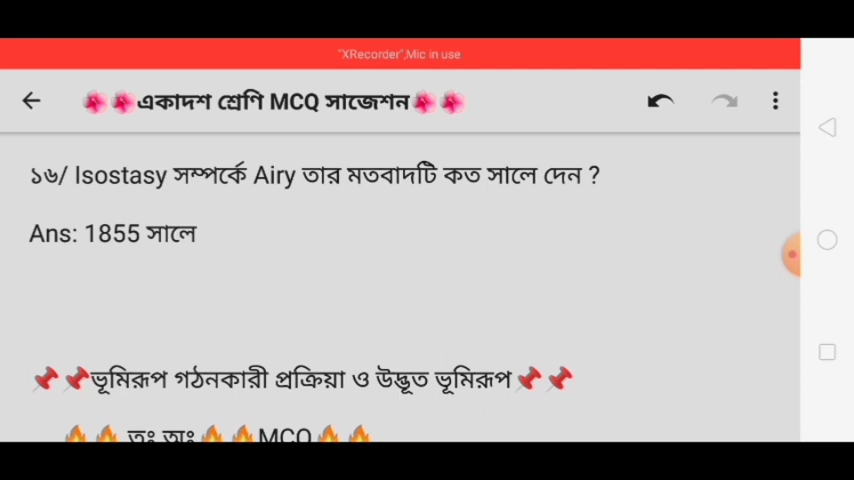 "XRecorder",Mic in use
🌺🌺একাদশ শ্রেণি MCQ সাজেশন🌺🌺
১৬/ Isostasy সম্পর্কে Airy তার মতবাদটি কত সালে দেন ?
Ans: 1855 সালে
📌📌ভূমিরূপ গঠনকারী প্রক্রিয়া ও উদ্ভূত ভূমিরূপ📌📌
🔥🔥তৃঃ অঃ🔥🔥MCQ🔥🔥